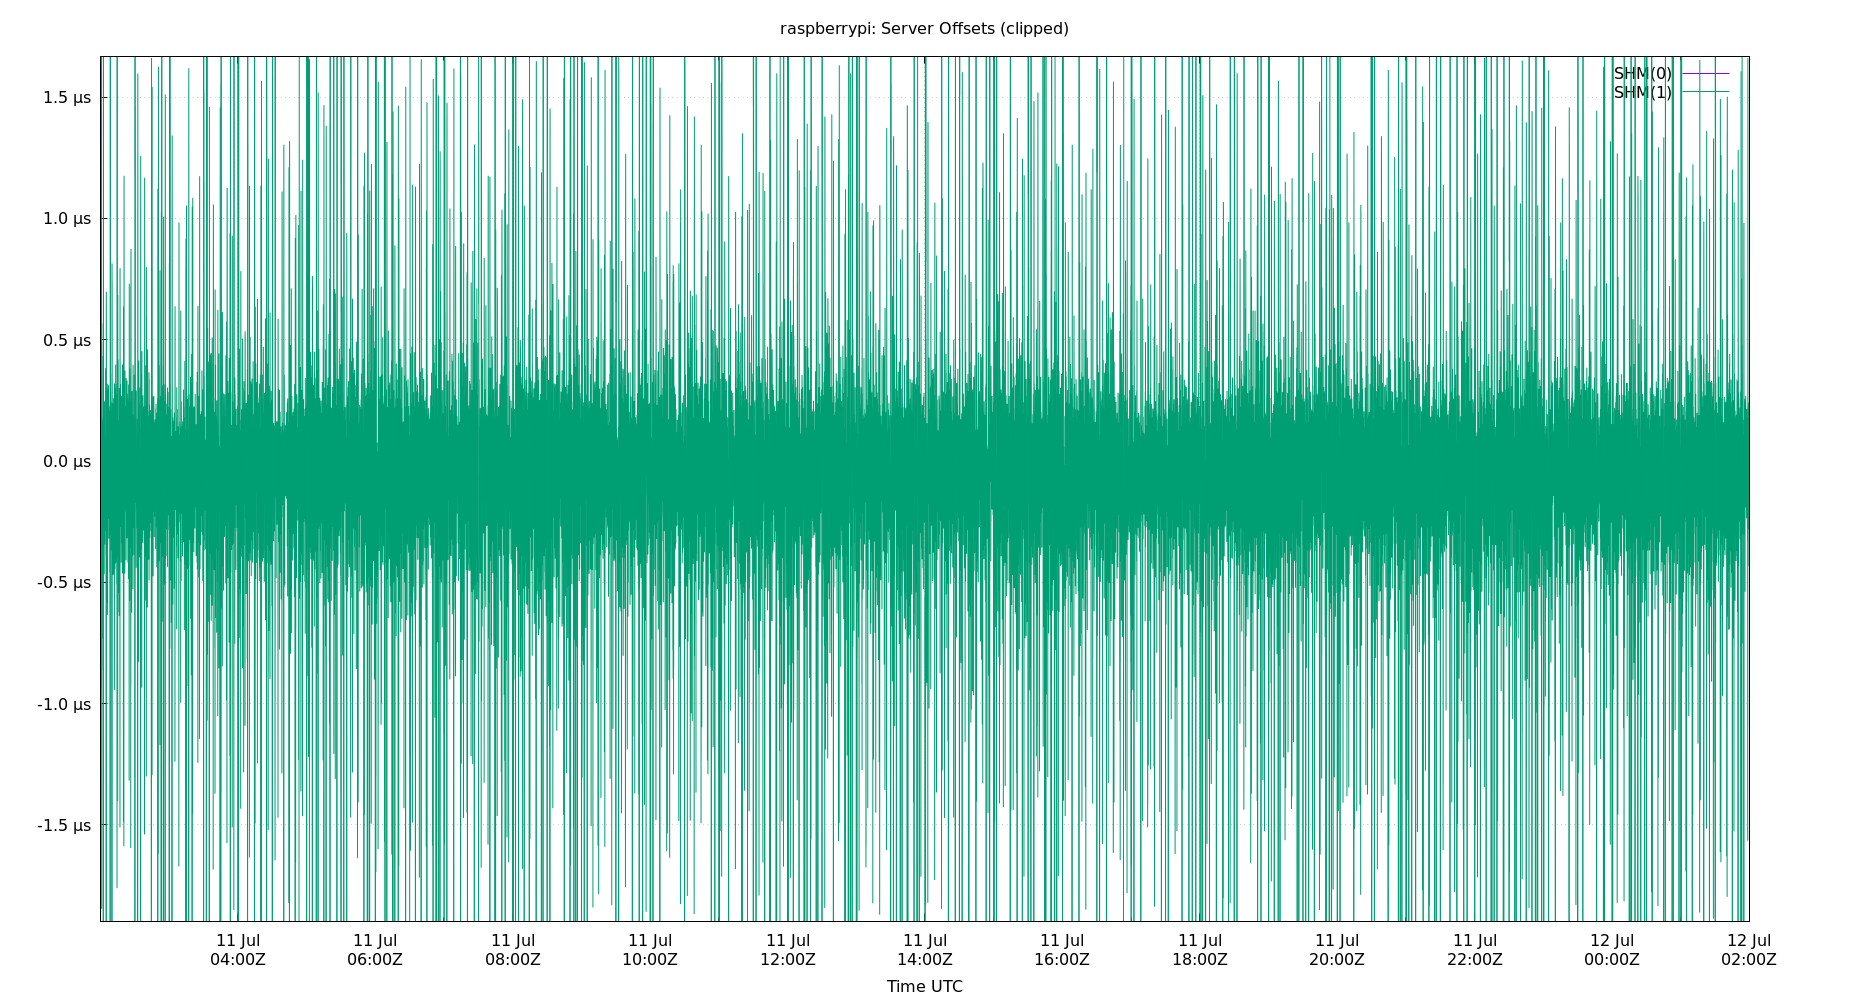 raspberrypi: Server Offsets (clipped)
SHM(0)
SHM(1)
1.5 µs
1.0 µs
0.5 µs
0.0 µs
-0.5 µs
-1.0 µs
-1.5 µs
11 Jul 11 Jul 11 Jul 11 Jul 11 Jul 11 Jul 11 Jul 11 Jul 11 Jul 11 Jul 12 Jul 12 Jul
04:00Z 06:00Z 08:00Z 10:00Z 12:00Z 14:00Z 16:00Z 18:00Z 20:00Z 22:00Z 00:00Z 02:00Z
Time UTC